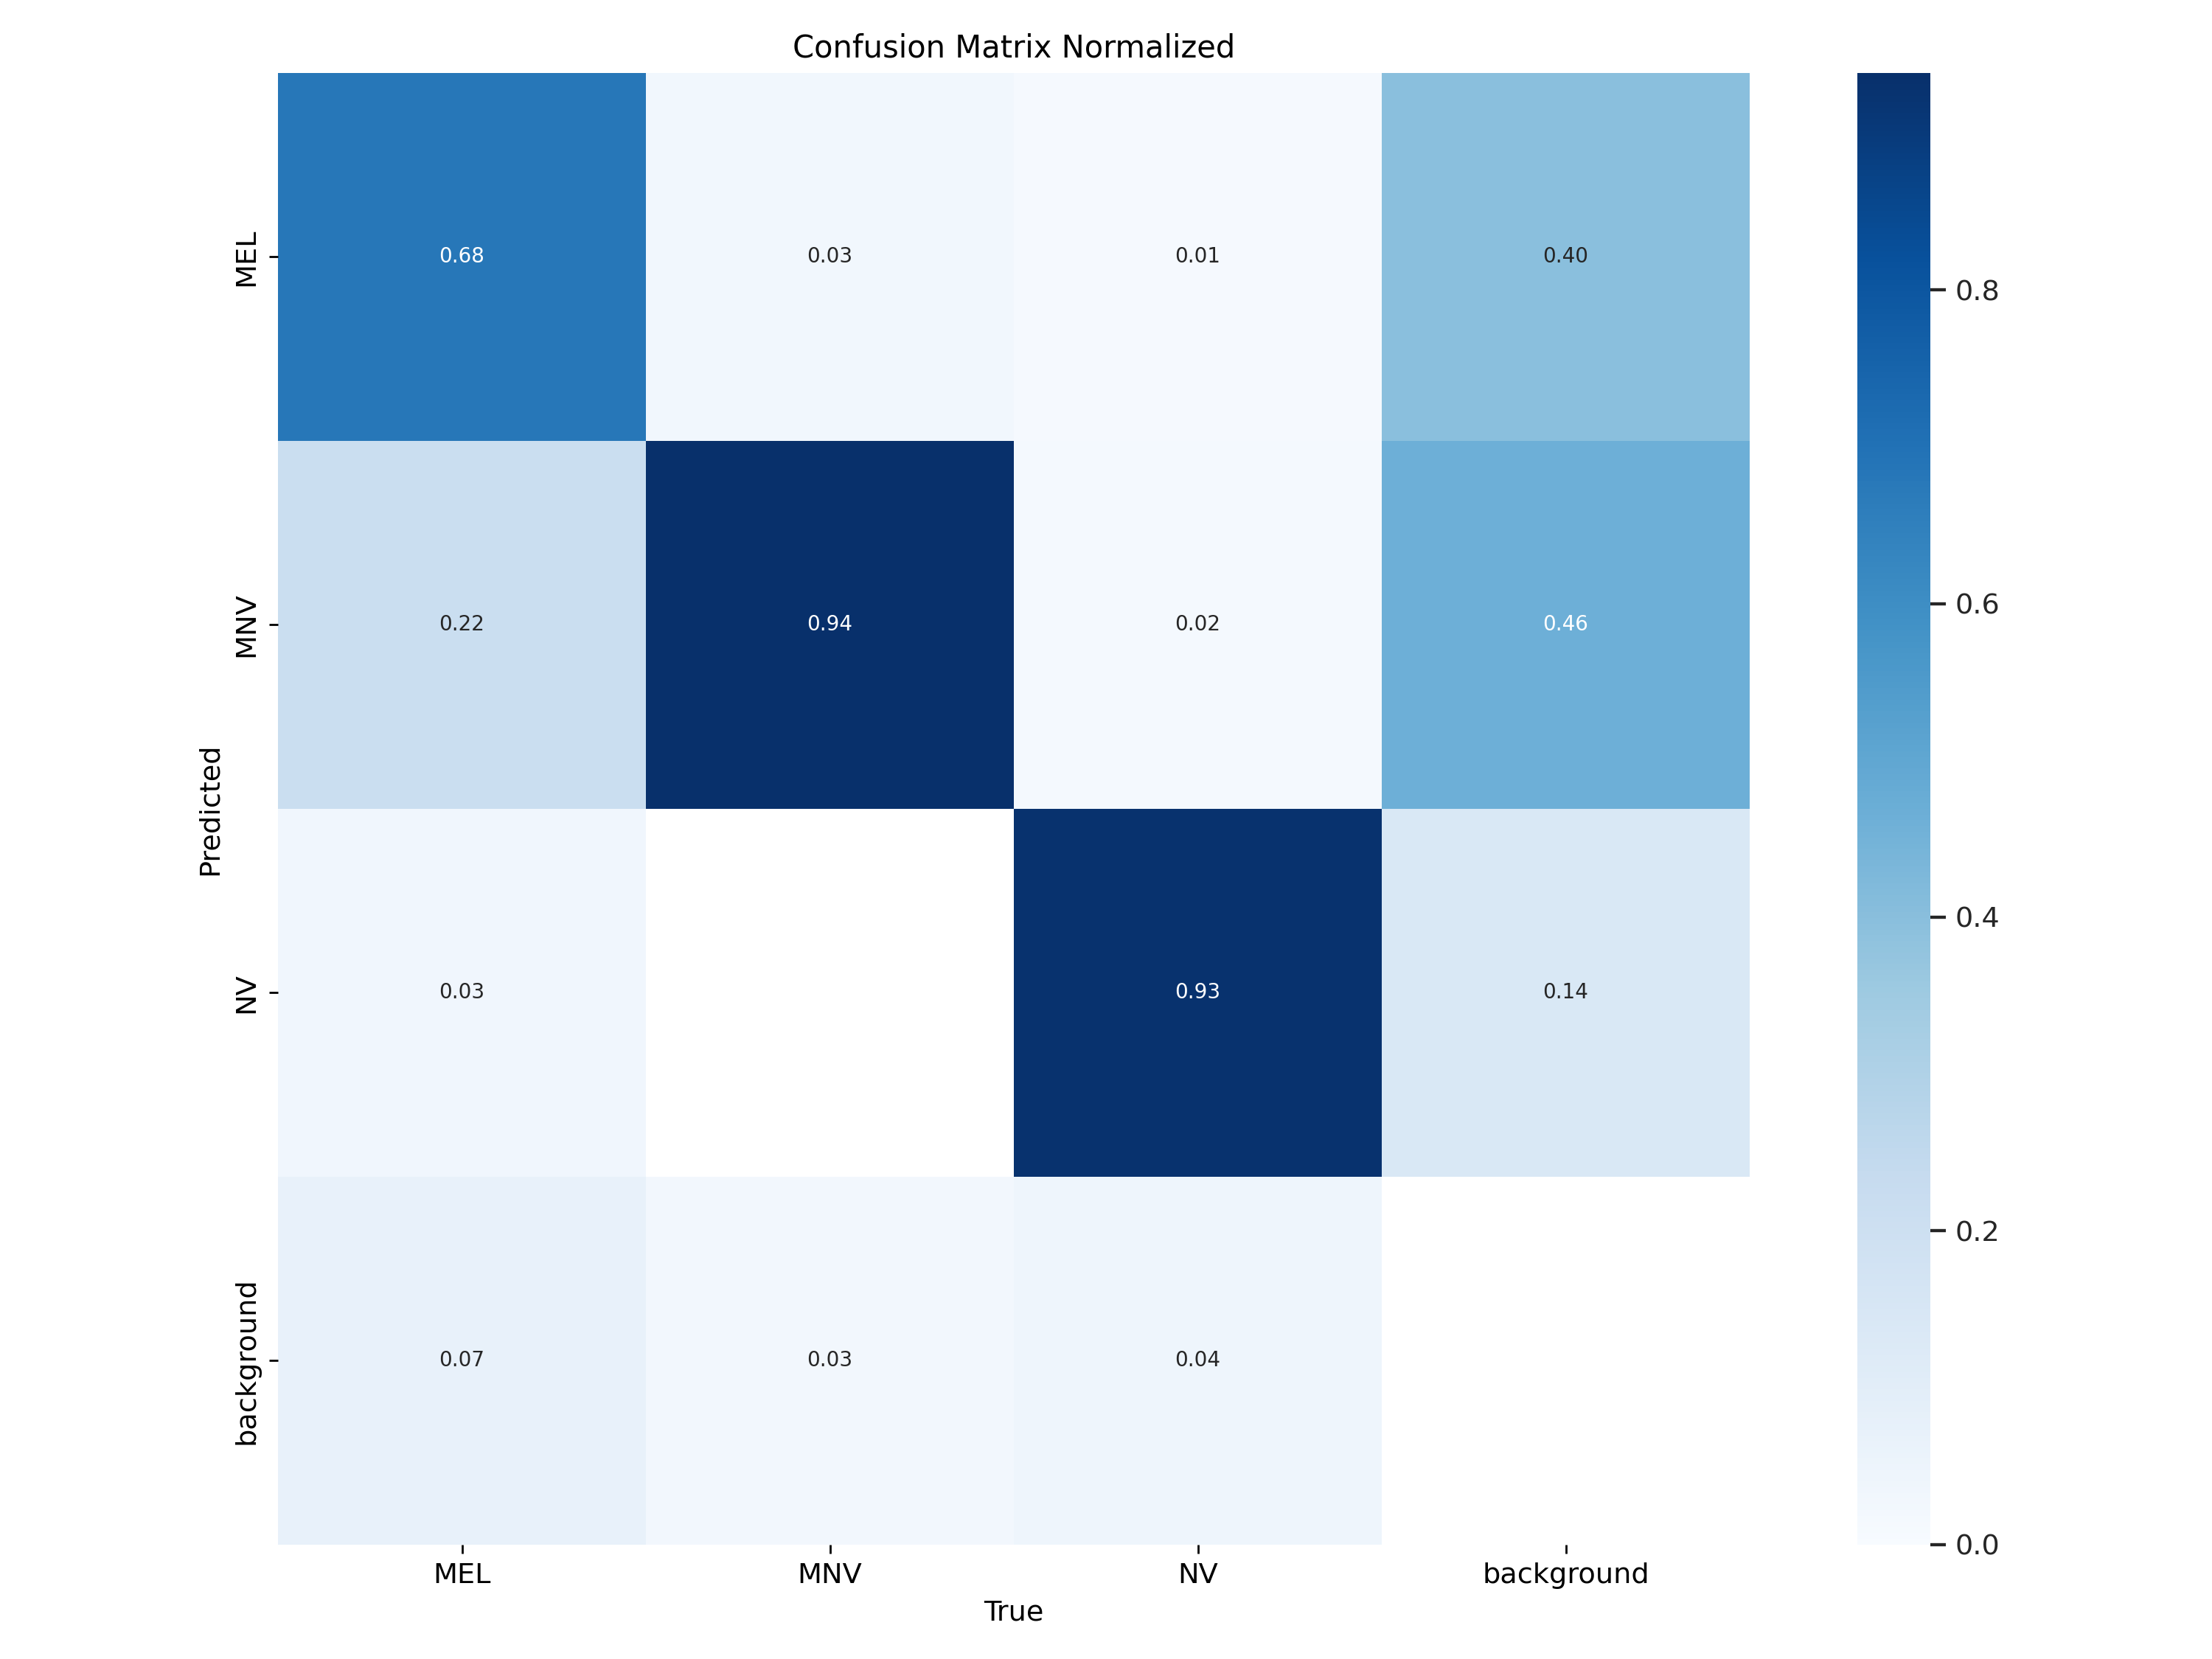 Confusion Matrix Normalized
MEL 0.68 0.03 0.01 0.40
MNV 0.22 0.94 0.02 0.46
NV 0.03 0.93 0.14
background 0.07 0.03 0.04
MEL MNV NV background
True
Predicted
0.8
0.6
0.4
0.2
0.0